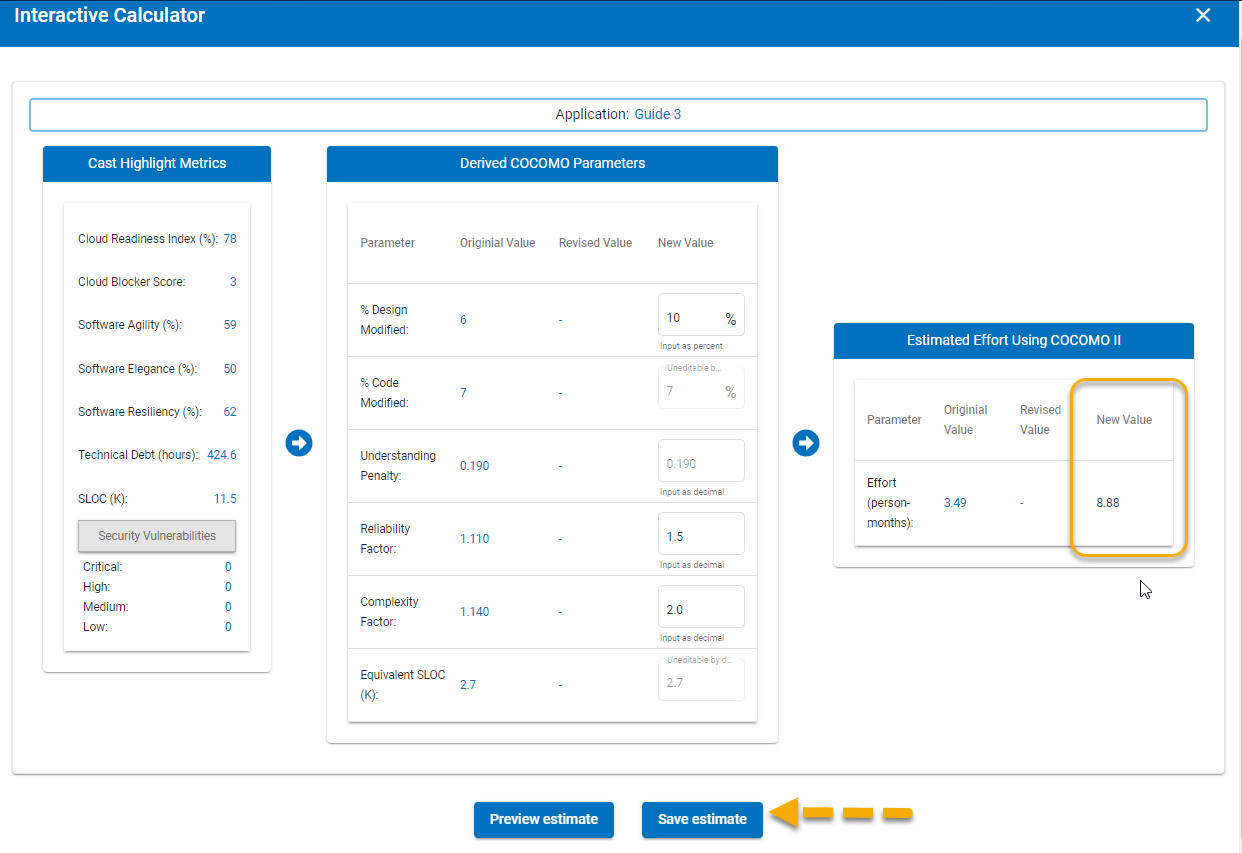 Interactive Calculator
Application: Guide 3
Cast Highlight Metrics
Cloud Readiness Index (%): 78
Cloud Blocker Score: 3
Software Agility (%): 59
Software Elegance (%): 50
Software Resiliency (%): 62
Technical Debt (hours): 424.6
SLOC (K): 11.5
Security Vulnerabilities
Critical: 0
High: 0
Medium: 0
Low: 0
Derived COCOMO Parameters
Parameter Originial Value Revised Value New Value
% Design
Modified: 6 - 10 %
Input as percent
Uneditable b...
% Code
Modified: 7 - 7 %
Understanding
Penalty: 0.190 - 0.190
Input as decimal
Reliability
Factor: 1.110 - 1.5
Input as decimal
Complexity
Factor: 1.140 - 2.0
Input as decimal
Uneditable by d...
Equivalent SLOC
(K): 2.7 - 2.7
Estimated Effort Using COCOMO II
Parameter Originial Value Revised Value New Value
Effort
(person-
months): 3.49 - 8.88
Preview estimate
Save estimate